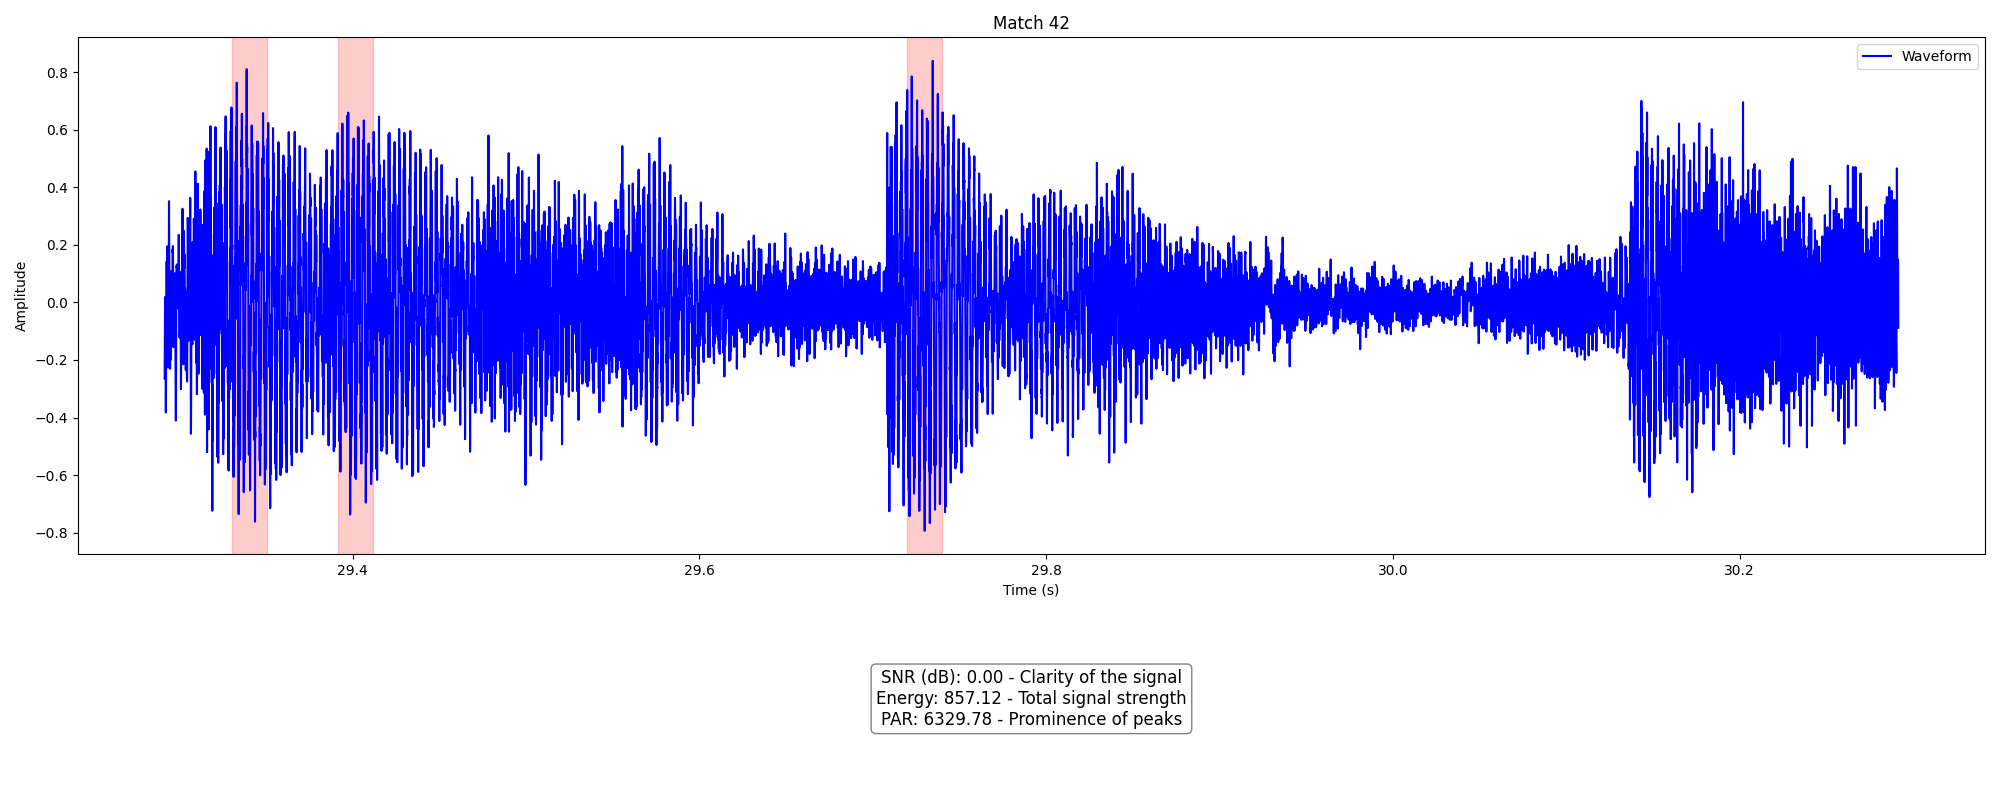 Match 42
Waveform
0.8
0.6
0.4
0.2
0.0
−0.2
−0.4
−0.6
−0.8
Amplitude
29.4 29.6 29.8 30.0 30.2
Time (s)
SNR (dB): 0.00 - Clarity of the signal
Energy: 857.12 - Total signal strength
PAR: 6329.78 - Prominence of peaks